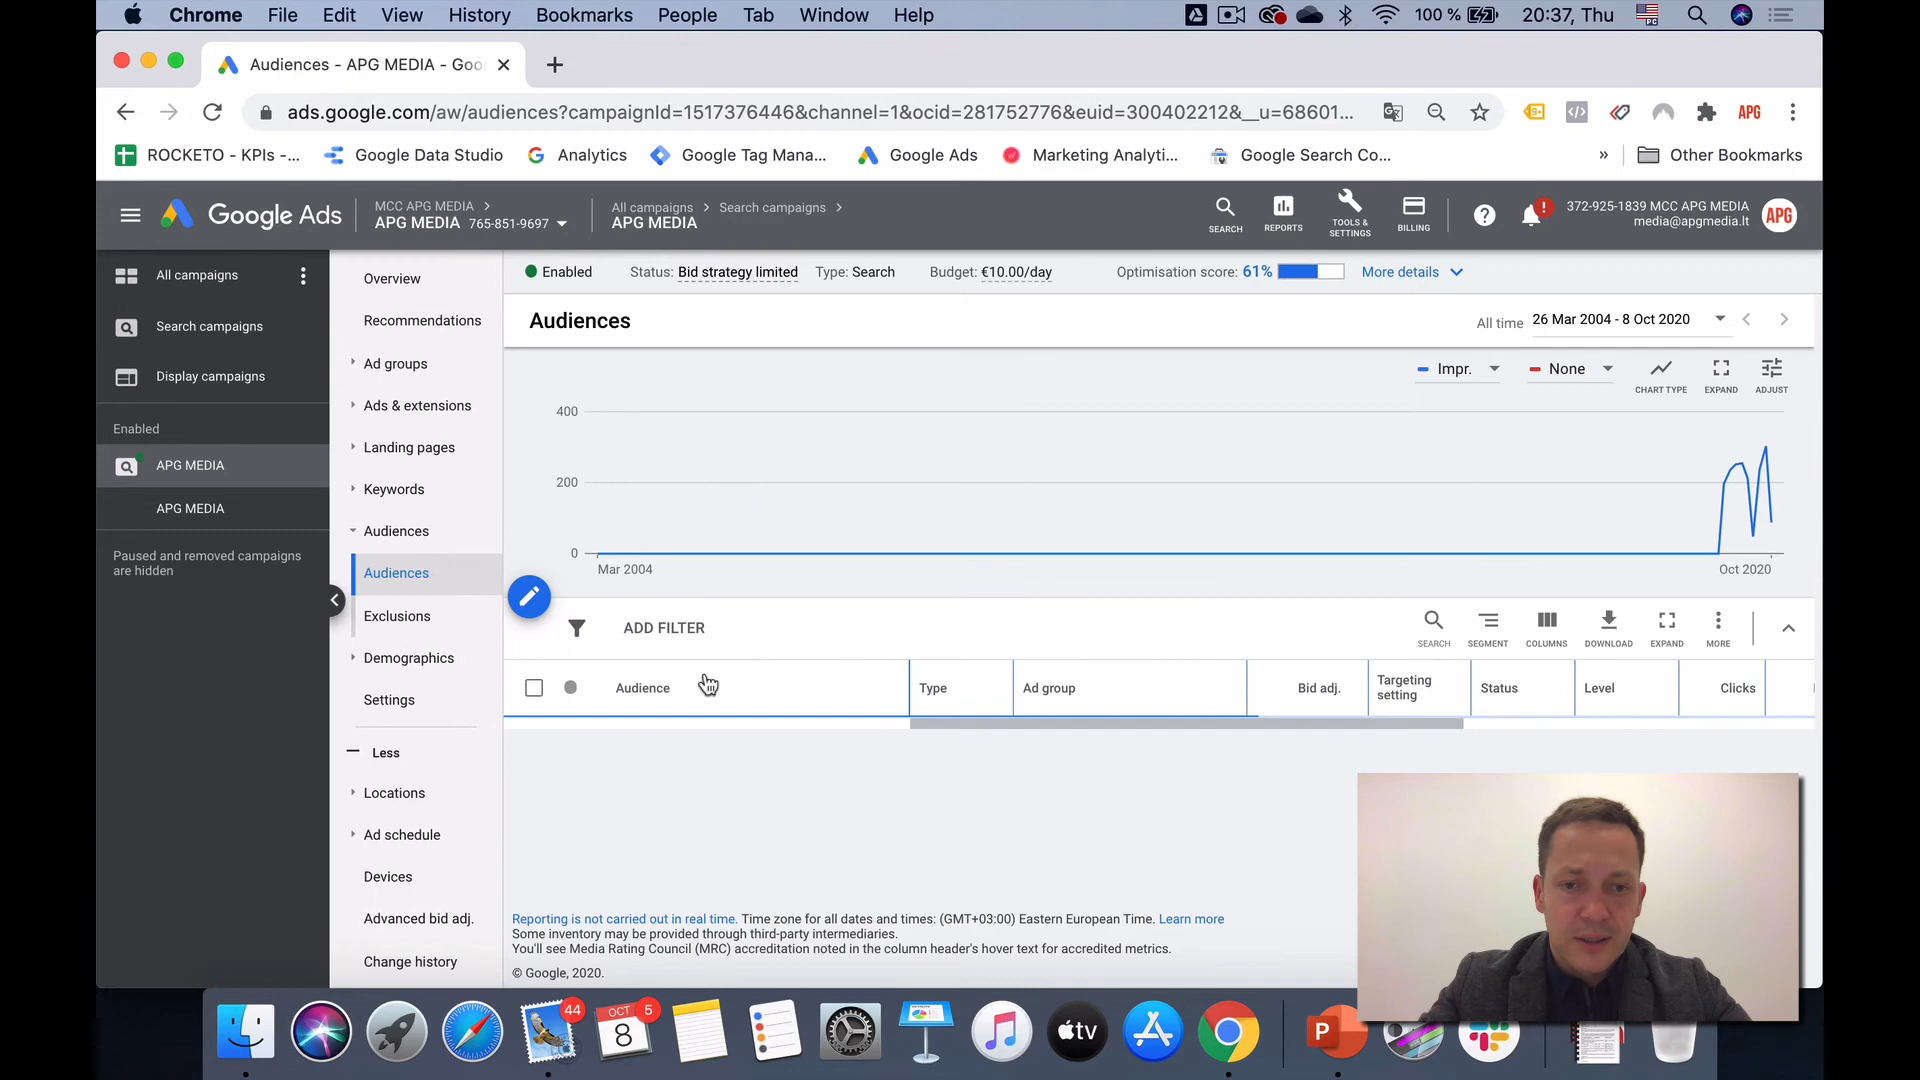 Chrome File Edit View History Bookmarks People Tab Window Help 100 % 20:37, Thu
Audiences - APG MEDIA - Goo
ads.google.com/aw/audiences?campaignId=1517376446&channel=1&ocid=281752776&euid=300402212&__u=68601... APG
ROCKETO - KPIs -... Google Data Studio Analytics Google Tag Mana... Google Ads Marketing Analyti... Google Search Co... » Other Bookmarks
Google Ads
MCC APG MEDIA
APG MEDIA 765-851-9697
All campaigns Search campaigns
APG MEDIA
SEARCH
REPORTS
TOOLS & SETTINGS
BILLING
372-925-1839 MCC APG MEDIA
media@apgmedia.lt
APG
All campaigns
Search campaigns
Display campaigns
Enabled
APG MEDIA
APG MEDIA
Paused and removed campaigns
are hidden
Overview
Recommendations
Ad groups
Ads & extensions
Landing pages
Keywords
Audiences
Audiences
Exclusions
Demographics
Settings
Less
Locations
Ad schedule
Devices
Advanced bid adj.
Change history
Enabled Status: Bid strategy limited Type: Search Budget: €10.00/day Optimisation score: 61% More details
Audiences
All time 26 Mar 2004 - 8 Oct 2020
Impr. None CHART TYPE EXPAND ADJUST
400
200
0
Mar 2004 Oct 2020
ADD FILTER
SEARCH SEGMENT COLUMNS DOWNLOAD EXPAND MORE
Audience Type Ad group Bid adj. Targeting setting Status Level Clicks
Reporting is not carried out in real time. Time zone for all dates and times: (GMT+03:00) Eastern European Time. Learn more
Some inventory may be provided through third-party intermediaries.
You'll see Media Rating Council (MRC) accreditation noted in the column header's hover text for accredited metrics.
© Google, 2020.
44
OCT 5
8
tv
P